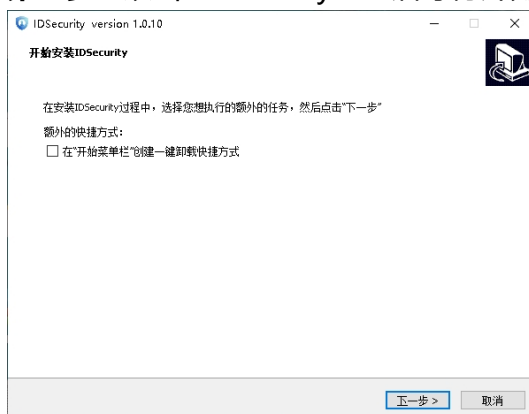 IDSecurity version 1.0.10
开始安装IDSecurity
在安装IDSecurity过程中，选择您想执行的额外的任务，然后点击“下一步”
额外的快捷方式：
在“开始菜单栏”创建一键卸载快捷方式
下一步 >
取消